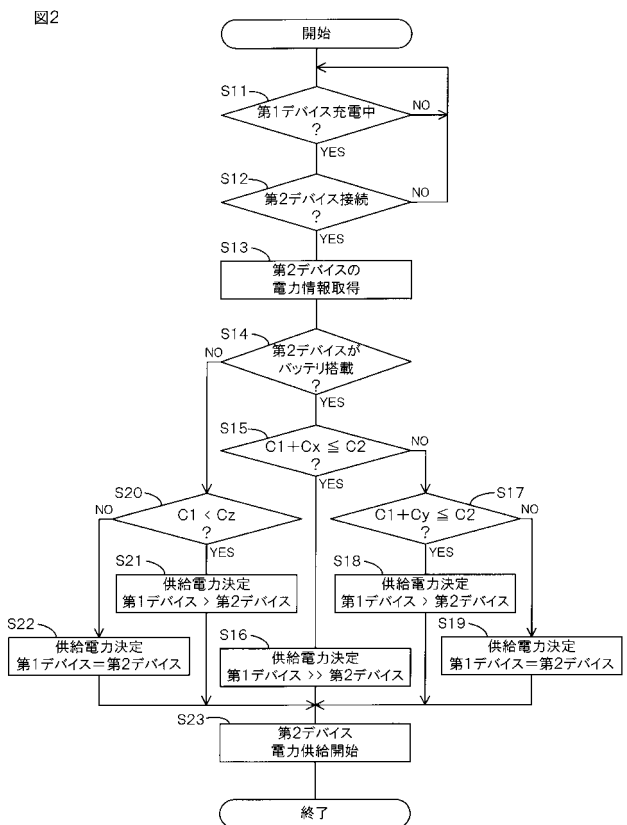 図2
開始
S11
第1デバイス充電中
?
NO
YES
S12
第2デバイス接続
?
NO
YES
S13
第2デバイスの
電力情報取得
S14
NO
第2デバイスが
バッテリ搭載
?
YES
S15
C1+Cx ≦ C2
?
NO
YES
S20
NO
C1 < Cz
?
YES
S17
C1+Cy ≦ C2
?
NO
YES
S21
供給電力決定
第1デバイス > 第2デバイス
S18
供給電力決定
第1デバイス > 第2デバイス
S22
供給電力決定
第1デバイス=第2デバイス
S16
供給電力決定
第1デバイス >> 第2デバイス
S19
供給電力決定
第1デバイス=第2デバイス
S23
第2デバイス
電力供給開始
終了